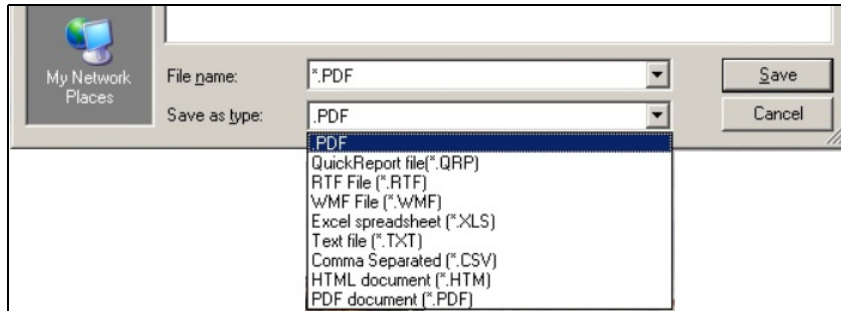 My Network Places
File name:
*.PDF
Save
Save as type:
.PDF
Cancel
.PDF
QuickReport file(*.QRP)
RTF File (*.RTF)
WMF File (*.WMF)
Excel spreadsheet (*.XLS)
Text file (*.TXT)
Comma Separated (*.CSV)
HTML document (*.HTM)
PDF document (*.PDF)